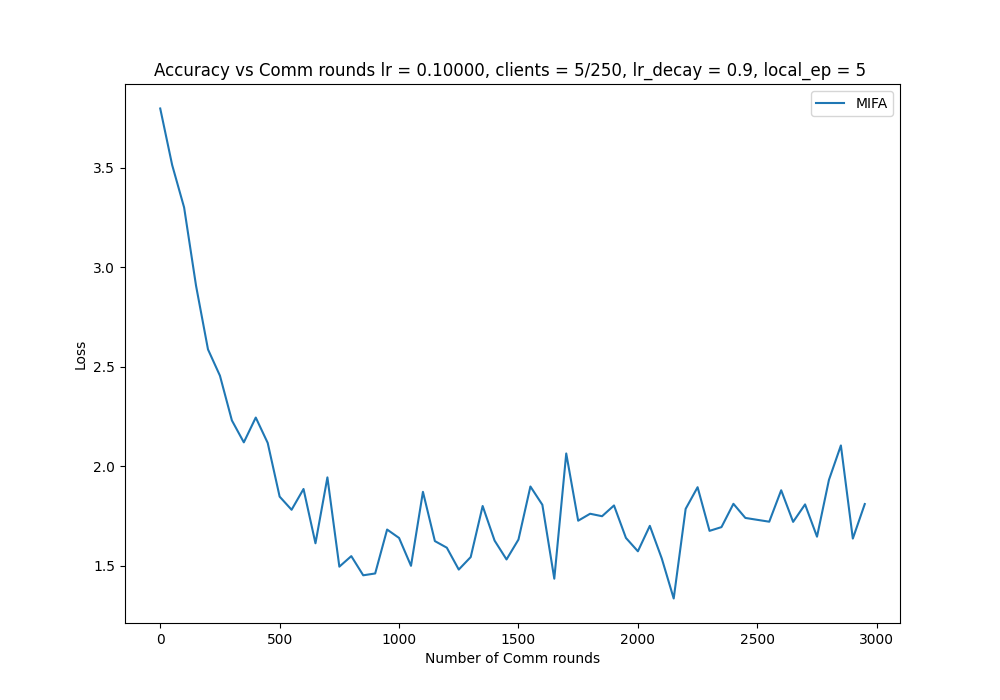 Accuracy vs Comm rounds lr = 0.10000, clients = 5/250, lr_decay = 0.9, local_ep = 5
MIFA
3.5
3.0
2.5
2.0
1.5
Loss
0 500 1000 1500 2000 2500 3000
Number of Comm rounds